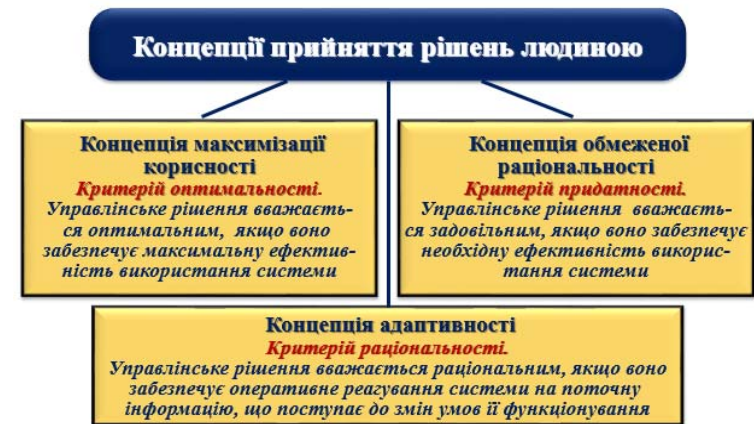 Концепції прийняття рішень людиною
Концепція максимізації
корисності
Критерій оптимальності.
Управлінське рішення вважаєть-
ся оптимальним, якщо воно
забезпечує максимальну ефектив-
ність використання системи
Концепція обмеженої
раціональності
Критерій придатності.
Управлінське рішення вважаєть-
ся задовільним, якщо воно забезпечує
необхідну ефективність викорис-
тання системи
Концепція адаптивності
Критерій раціональності.
Управлінське рішення вважається раціональним, якщо воно
забезпечує оперативне реагування системи на поточну
інформацію, що поступає до змін умов її функціонування